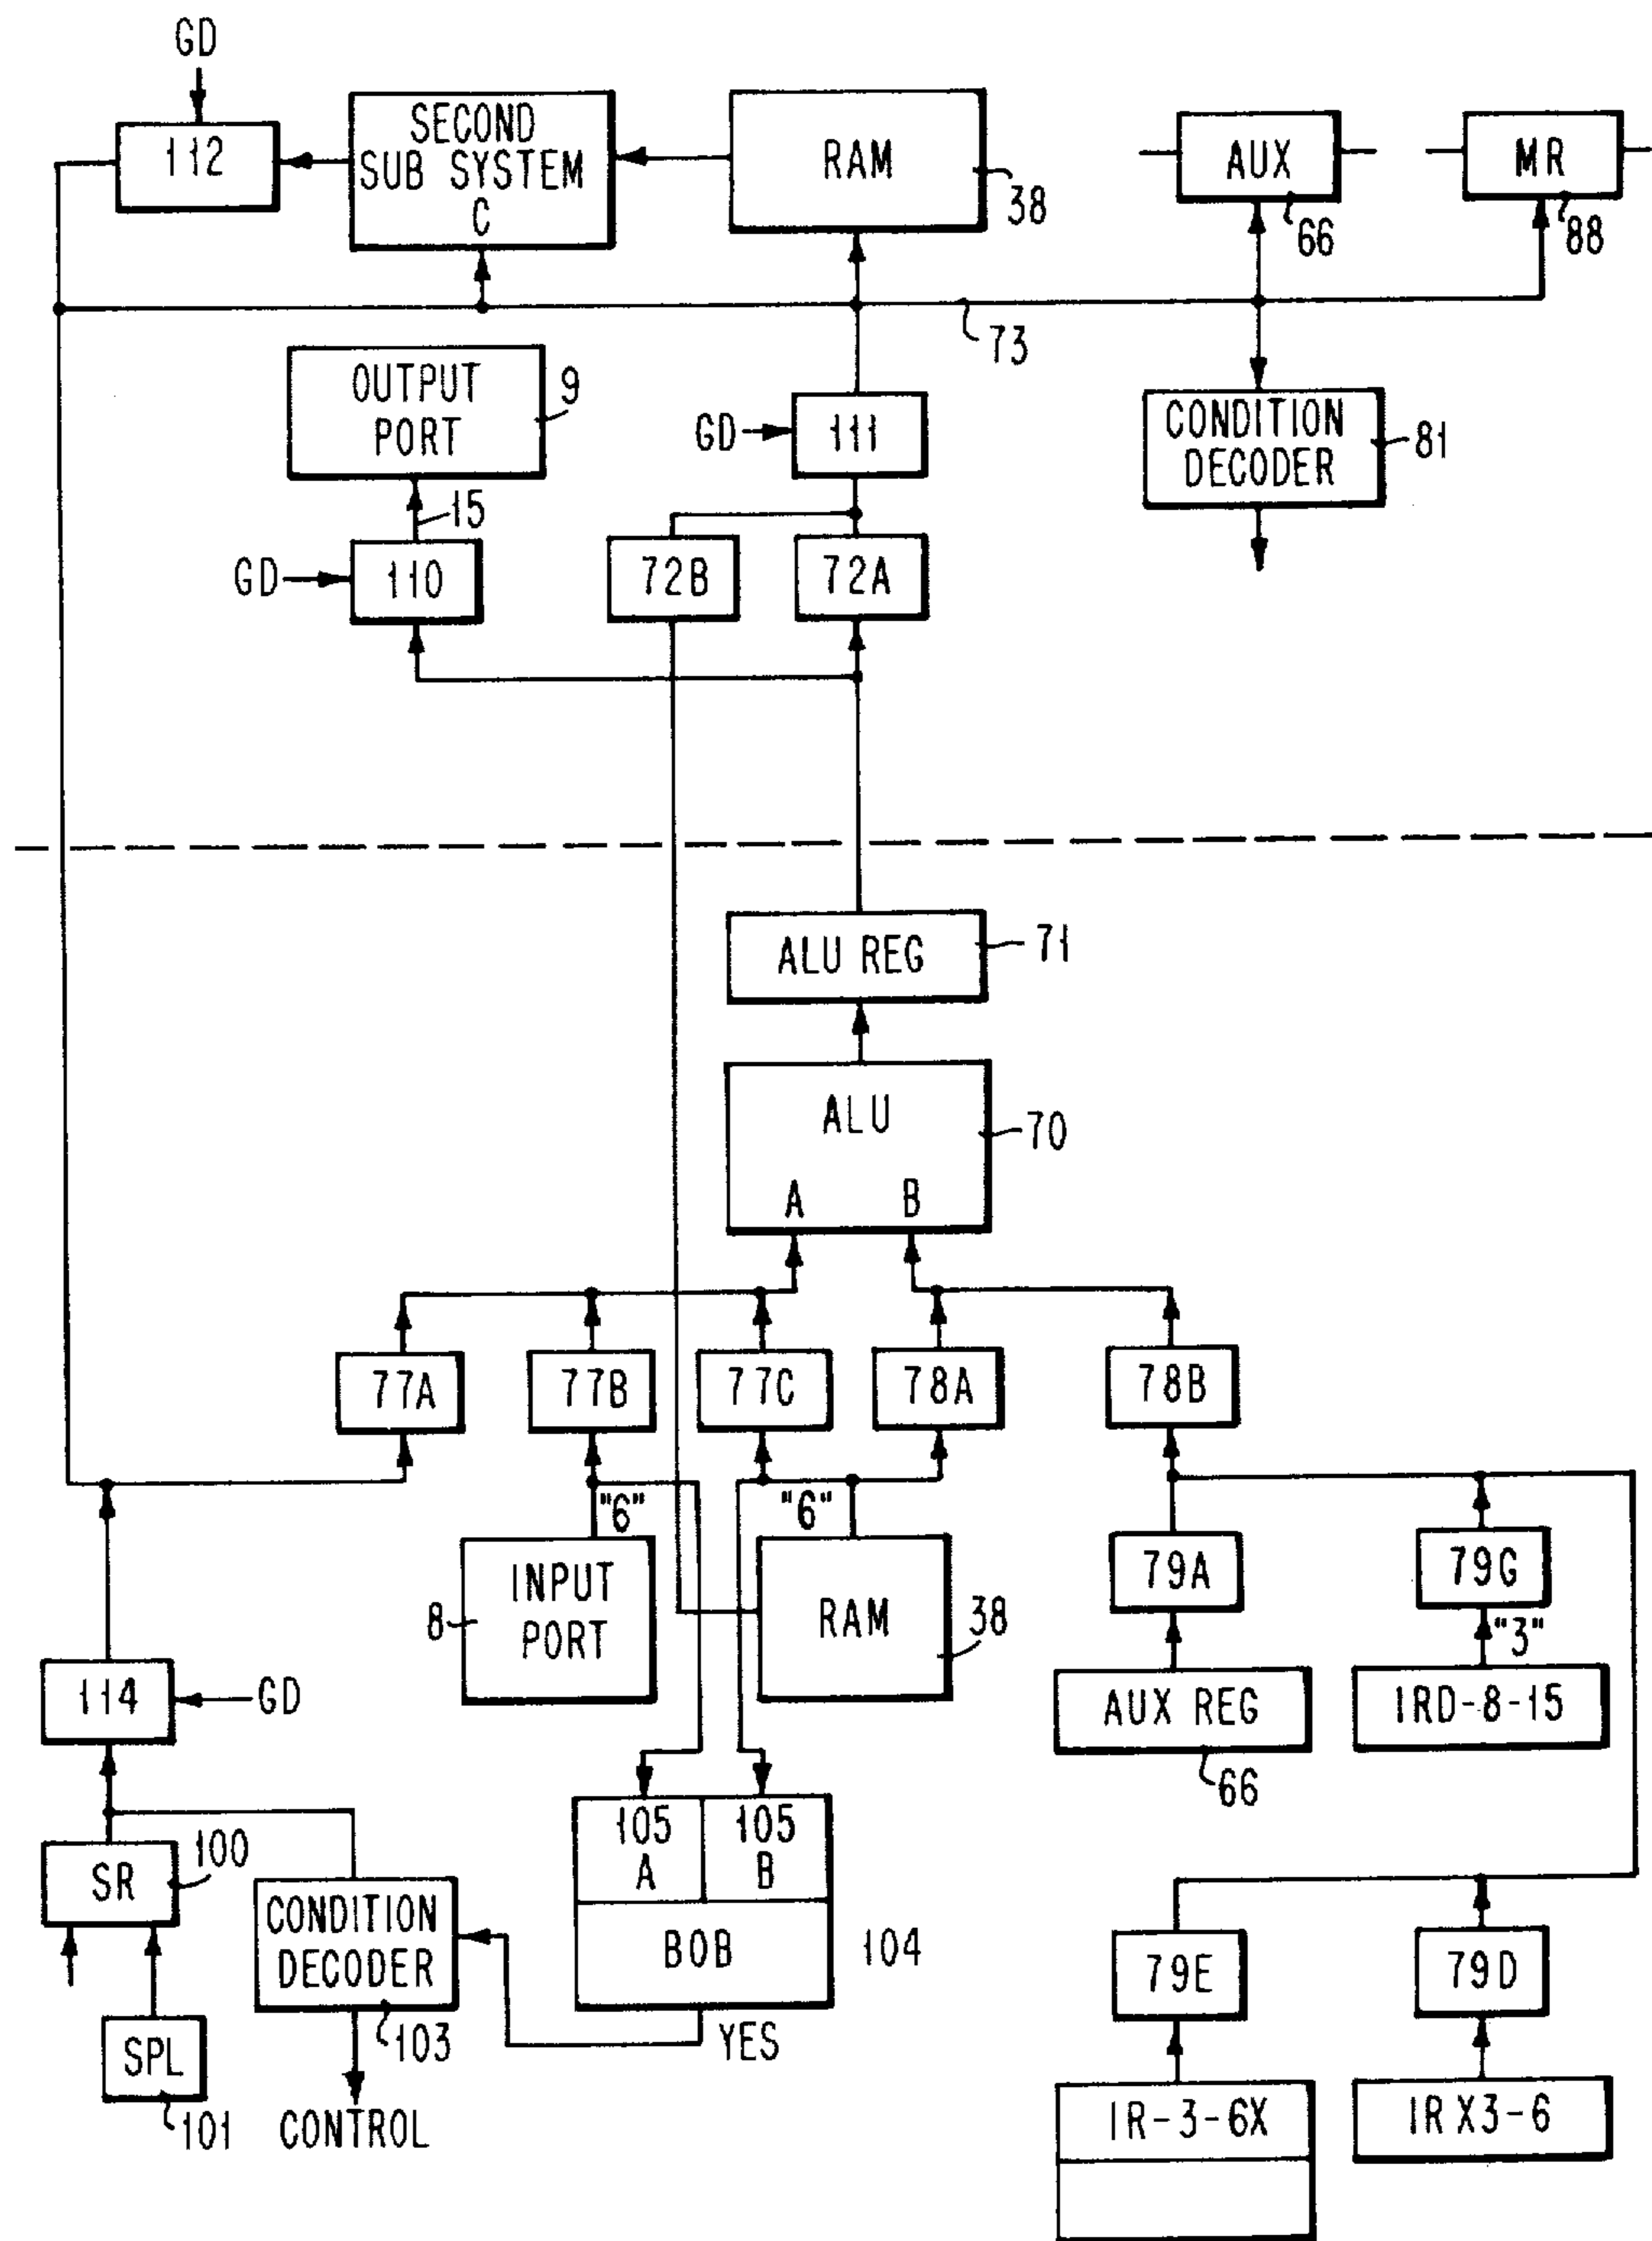 GD
112
SECOND
SUB SYSTEM
C
RAM
38
AUX
66
MR
88
73
OUTPUT
PORT
9
GD
111
CONDITION
DECODER
81
15
GD
110
72B
72A
ALU REG
71
ALU
70
A
B
77A
77B
77C
78A
78B
"6"
"6"
INPUT
PORT
8
RAM
38
79A
79G
"3"
AUX REG
66
IRD-8-15
114
GD
SR
100
CONDITION
DECODER
103
105
A
105
B
BOB
104
YES
SPL
101
CONTROL
79E
79D
IR-3-6X
IR X3-6